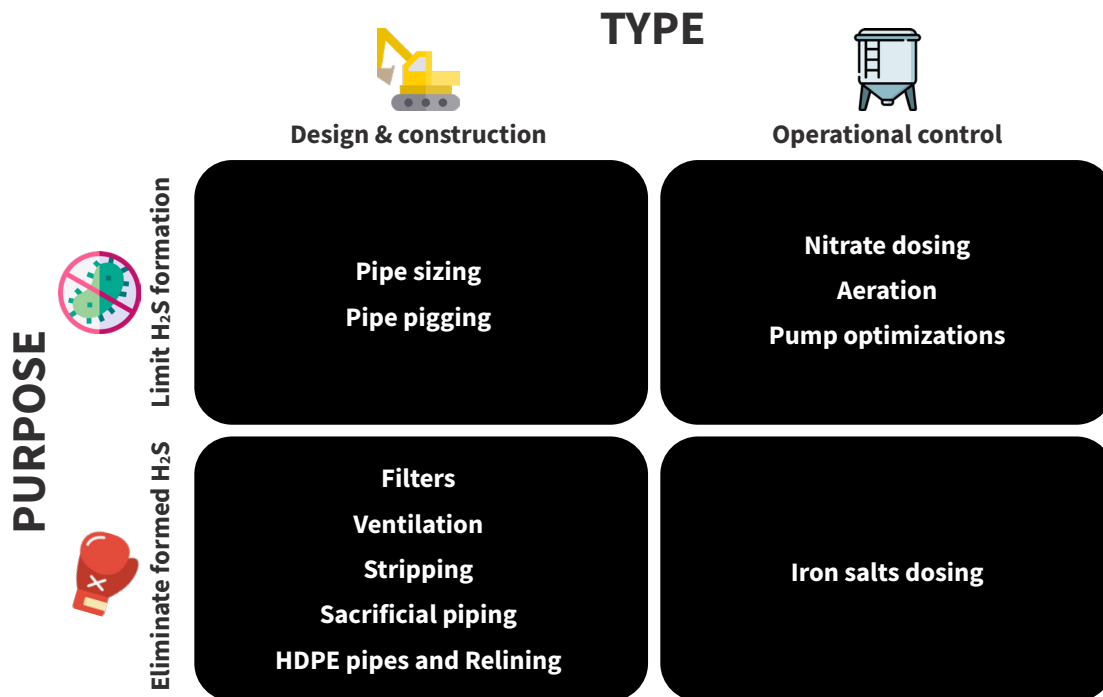 TYPE
Design & construction
Operational control
PURPOSE
Limit H₂S formation
Pipe sizing
Pipe pigging
Nitrate dosing
Aeration
Pump optimizations
Eliminate formed H₂S
Filters
Ventilation
Stripping
Sacrificial piping
HDPE pipes and Relining
Iron salts dosing